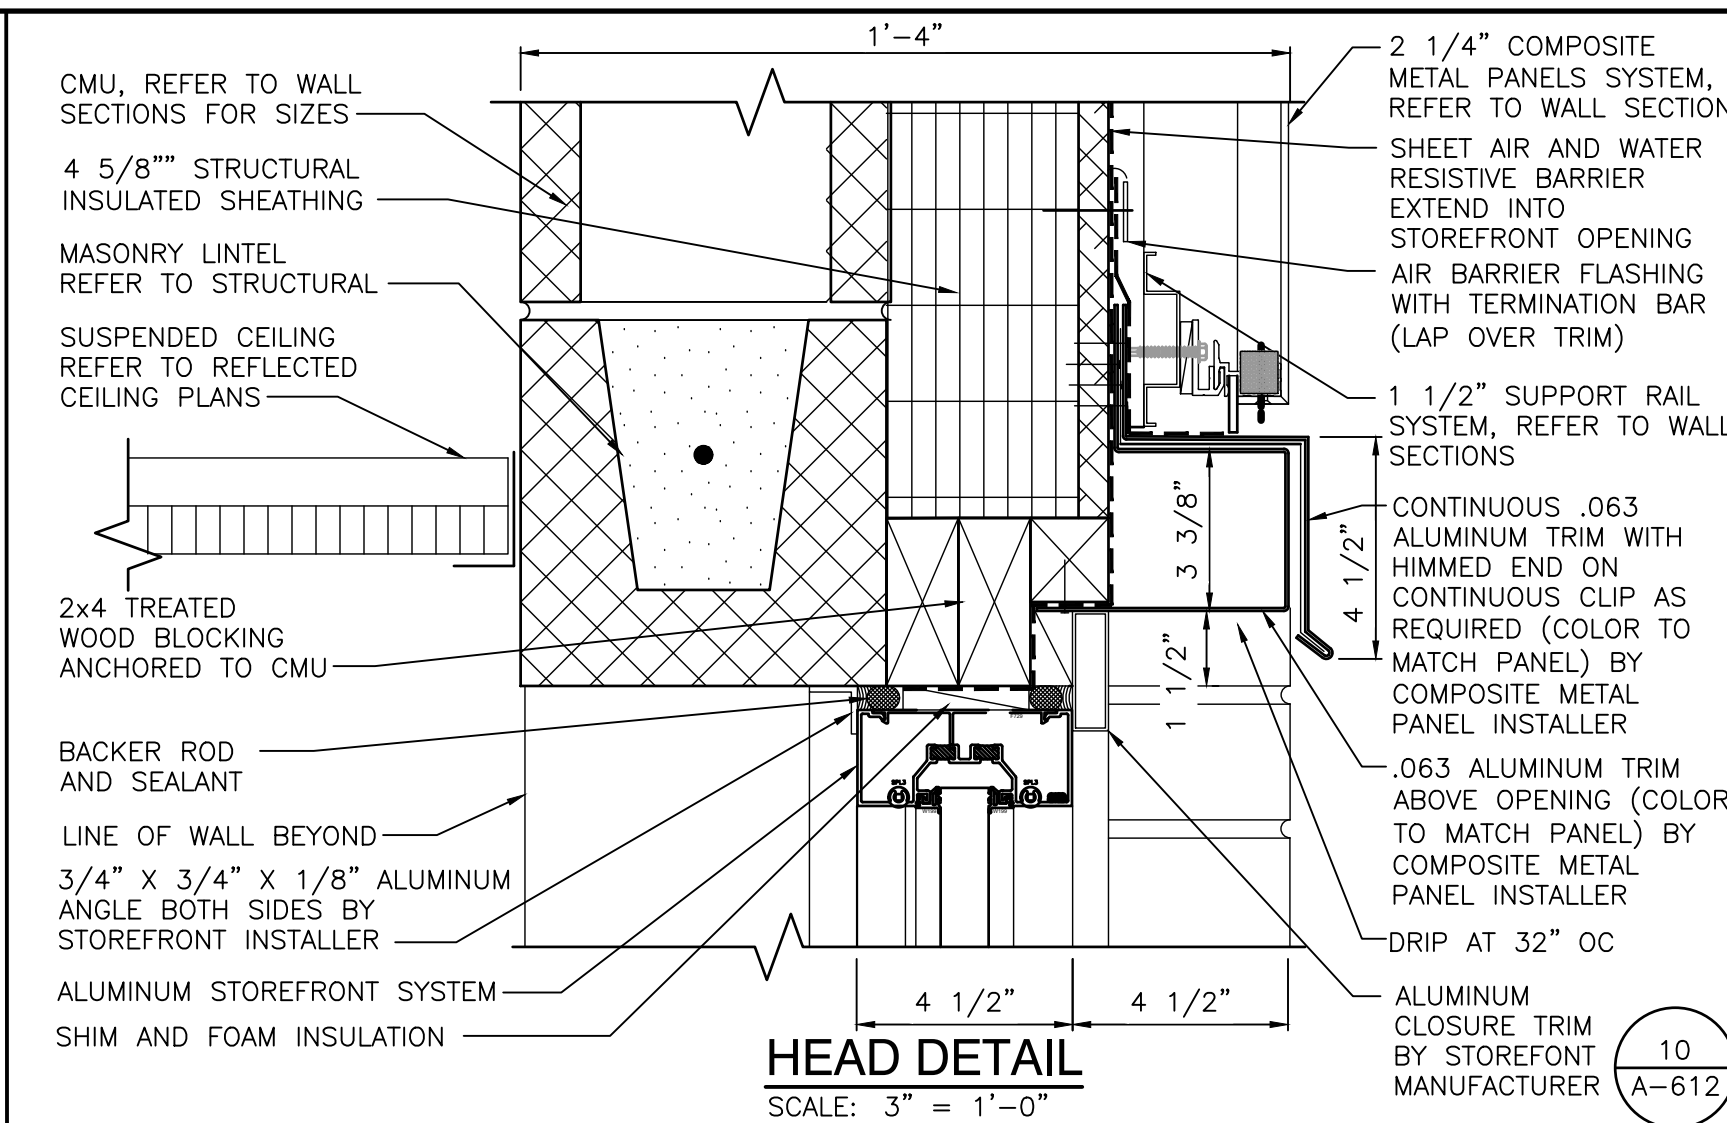 1'-4"
CMU, REFER TO WALL
SECTIONS FOR SIZES
4 5/8"" STRUCTURAL
INSULATED SHEATHING
MASONRY LINTEL
REFER TO STRUCTURAL
SUSPENDED CEILING
REFER TO REFLECTED
CEILING PLANS
2x4 TREATED
WOOD BLOCKING
ANCHORED TO CMU
BACKER ROD
AND SEALANT
LINE OF WALL BEYOND
3/4" X 3/4" X 1/8" ALUMINUM
ANGLE BOTH SIDES BY
STOREFRONT INSTALLER
ALUMINUM STOREFRONT SYSTEM
SHIM AND FOAM INSULATION
2 1/4" COMPOSITE
METAL PANELS SYSTEM,
REFER TO WALL SECTION
SHEET AIR AND WATER
RESISTIVE BARRIER
EXTEND INTO
STOREFRONT OPENING
AIR BARRIER FLASHING
WITH TERMINATION BAR
(LAP OVER TRIM)
1 1/2" SUPPORT RAIL
SYSTEM, REFER TO WALL
SECTIONS
CONTINUOUS .063
ALUMINUM TRIM WITH
HIMMED END ON
CONTINUOUS CLIP AS
REQUIRED (COLOR TO
MATCH PANEL) BY
COMPOSITE METAL
PANEL INSTALLER
.063 ALUMINUM TRIM
ABOVE OPENING (COLOR
TO MATCH PANEL) BY
COMPOSITE METAL
PANEL INSTALLER
DRIP AT 32" OC
ALUMINUM
CLOSURE TRIM
BY STOREFONT
MANUFACTURER
3 3/8"
4 1/2"
1 1/2"
SPL3
SPL3
4 1/2"
4 1/2"
HEAD DETAIL
SCALE: 3" = 1'-0"
10
A-612